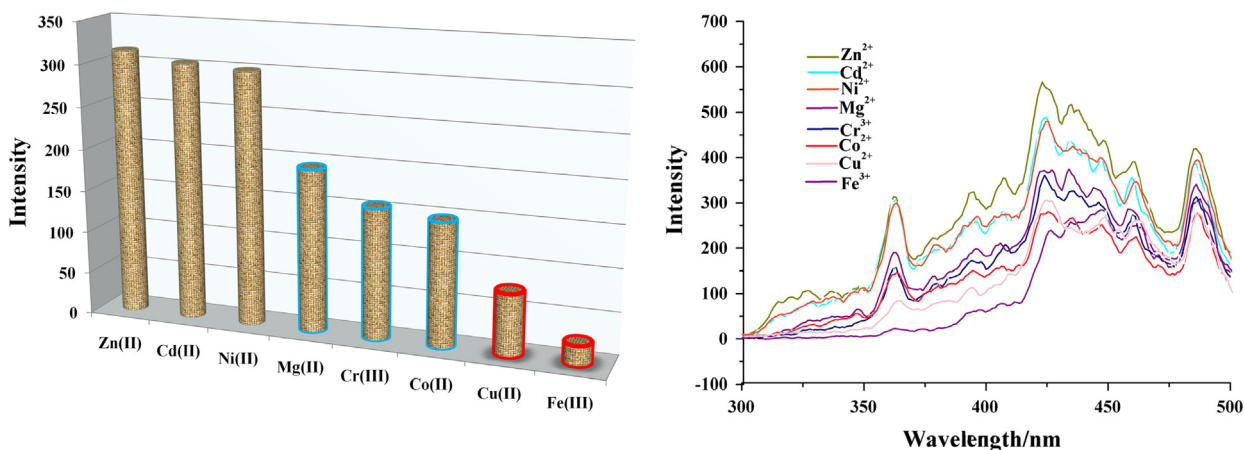 Intensity
350
300
250
200
150
100
50
0
Zn(II)
Cd(II)
Ni(II)
Mg(II)
Cr(III)
Co(II)
Cu(II)
Fe(III)
Intensity
700
600
500
400
300
200
100
0
-100
Zn²⁺
Cd²⁺
Ni²⁺
Mg²⁺
Cr³⁺
Co²⁺
Cu²⁺
Fe³⁺
300
350
400
450
500
Wavelength/nm